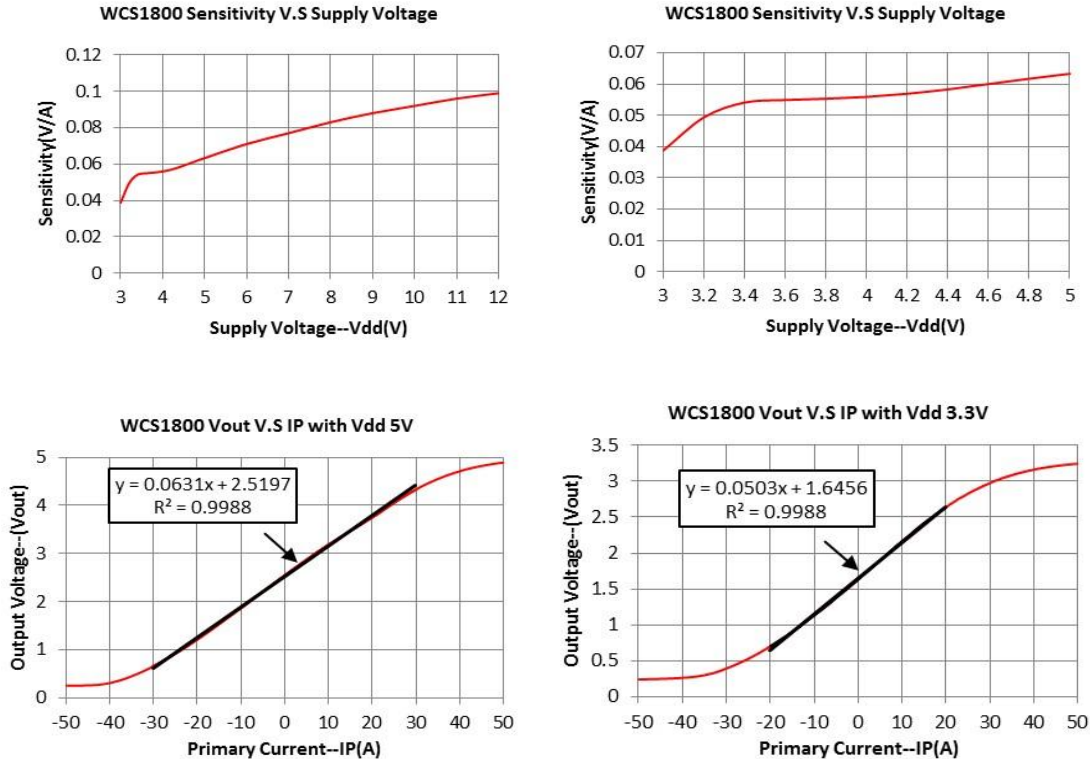 WCS1800 Sensitivity V.S Supply Voltage
Sensitivity(V/A)
0.12
0.1
0.08
0.06
0.04
0.02
0
3 4 5 6 7 8 9 10 11 12
Supply Voltage--Vdd(V)
WCS1800 Sensitivity V.S Supply Voltage
Sensitivity(V/A)
0.07
0.06
0.05
0.04
0.03
0.02
0.01
0
3 3.2 3.4 3.6 3.8 4 4.2 4.4 4.6 4.8 5
Supply Voltage--Vdd(V)
WCS1800 Vout V.S IP with Vdd 5V
Output Voltage--(Vout)
5
4
3
2
1
0
y = 0.0631x + 2.5197
R² = 0.9988
-50 -40 -30 -20 -10 0 10 20 30 40 50
Primary Current--IP(A)
WCS1800 Vout V.S IP with Vdd 3.3V
Output Voltage--(Vout)
3.5
3
2.5
2
1.5
1
0.5
0
y = 0.0503x + 1.6456
R² = 0.9988
-50 -40 -30 -20 -10 0 10 20 30 40 50
Primary Current--IP(A)